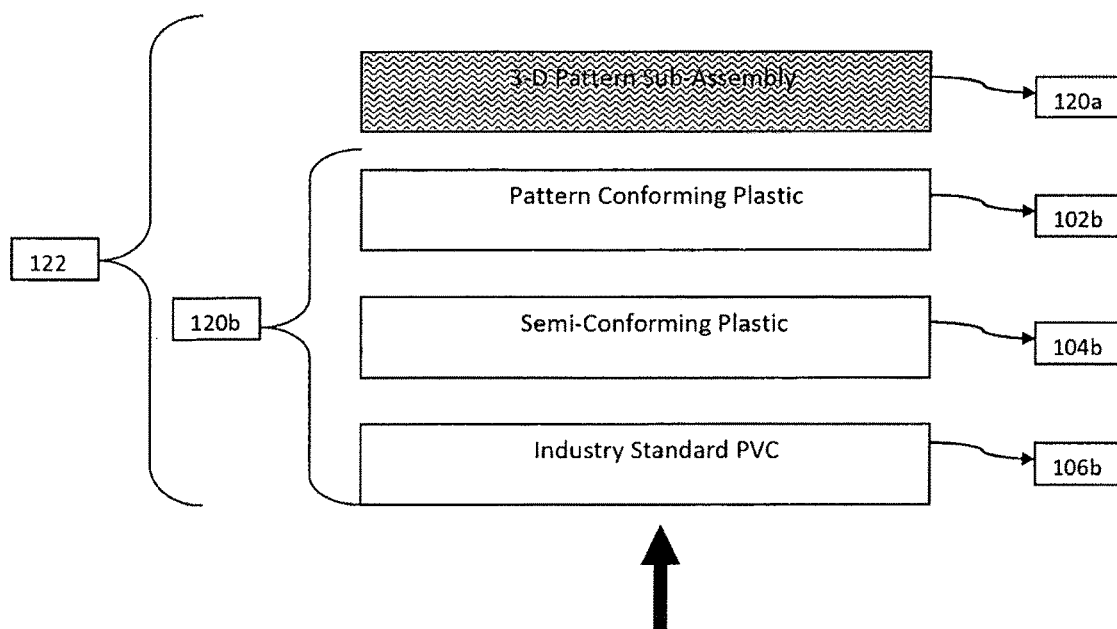 3-D Pattern Sub-Assembly
120a
Pattern Conforming Plastic
102b
122
120b
Semi-Conforming Plastic
104b
Industry Standard PVC
106b